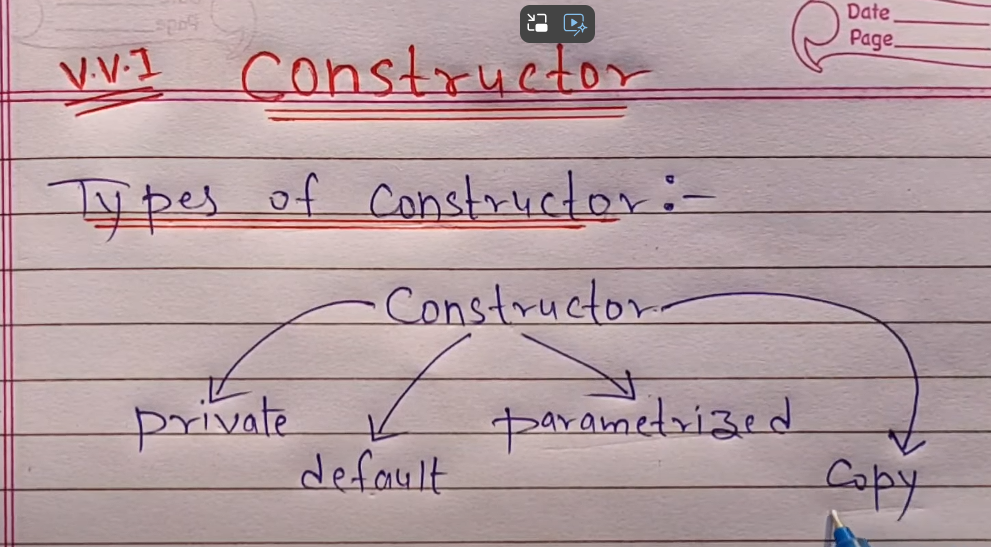 Date
Page
V.V.I Constructor
Types of Constructor :-
Constructor
private
default
parametrized
Copy